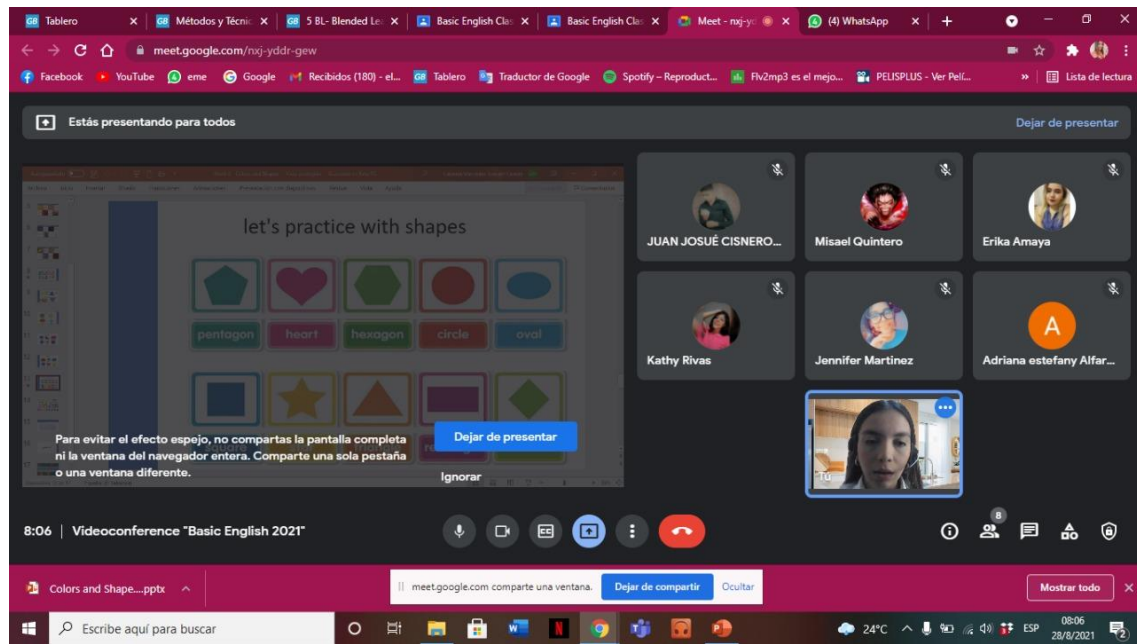 Tablero
Métodos y Técnic
5 BL- Blended Le
Basic English Clas
Basic English Clas
Meet - nxj-yd
(4) WhatsApp
meet.google.com/nxj-yddr-gew
Facebook
YouTube
eme
Google
Recibidos (180) - el...
Tablero
Traductor de Google
Spotify – Reproduct...
Flv2mp3 es el mejo...
PELISPLUS - Ver Pelí...
»
Lista de lectura
Estás presentando para todos
Dejar de presentar
let's practice with shapes
pentagon
heart
hexagon
circle
oval
JUAN JOSUÉ CISNERO...
Misael Quintero
Erika Amaya
Kathy Rivas
Jennifer Martinez
A
Adriana estefany Alfar...
Tú
Para evitar el efecto espejo, no compartas la pantalla completa
ni la ventana del navegador entera. Comparte una sola pestaña
o una ventana diferente.
Dejar de presentar
Ignorar
8:06 | Videoconference "Basic English 2021"
8
Colors and Shape....pptx
meet.google.com comparte una ventana.
Dejar de compartir
Ocultar
Mostrar todo
Escribe aquí para buscar
24°C
ESP
08:06
28/8/2021
2